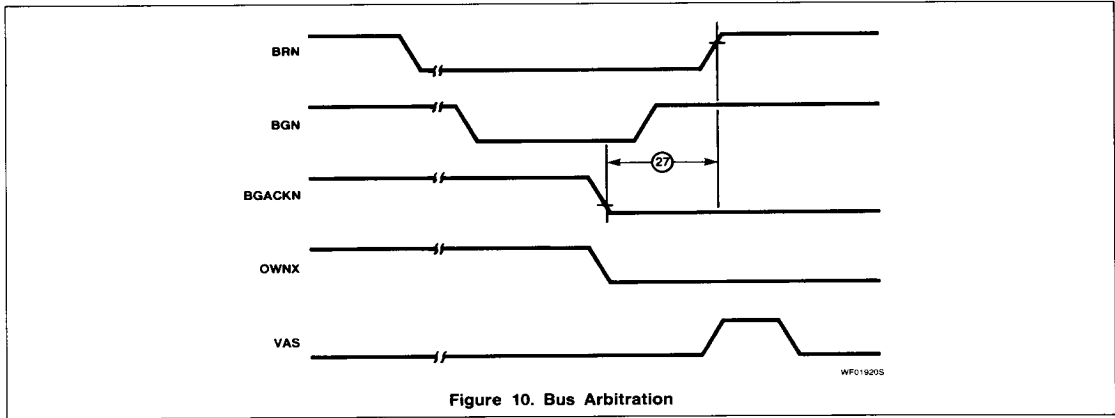 BRN
BGN
27
BGACKN
OWNX
VAS
WF01920S
Figure 10. Bus Arbitration